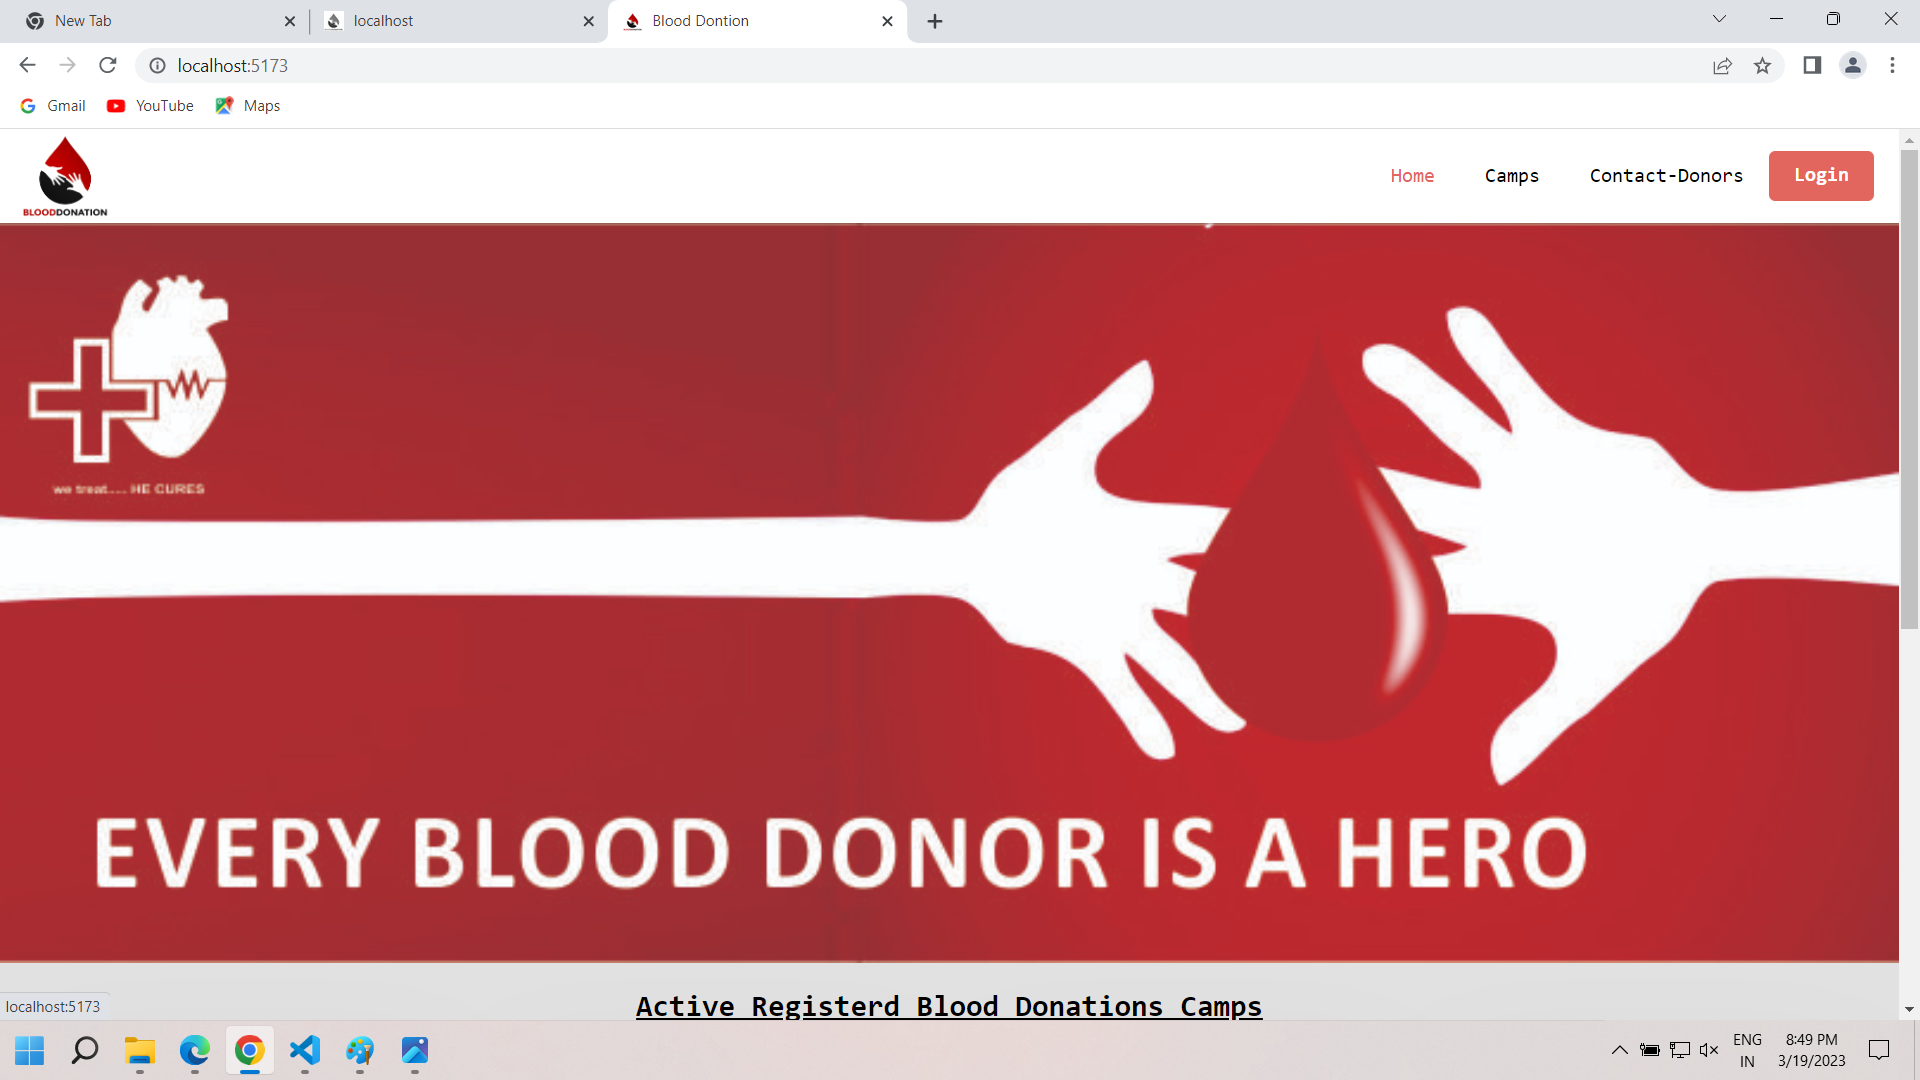 New Tab
localhost
Blood Dontion
localhost:5173
Gmail
YouTube
Maps
BLOODDONATION
Home
Camps
Contact-Donors
Login
we treat.... HE CURES
EVERY BLOOD DONOR IS A HERO
Active Registerd Blood Donations Camps
localhost:5173
ENG
IN
8:49 PM
3/19/2023